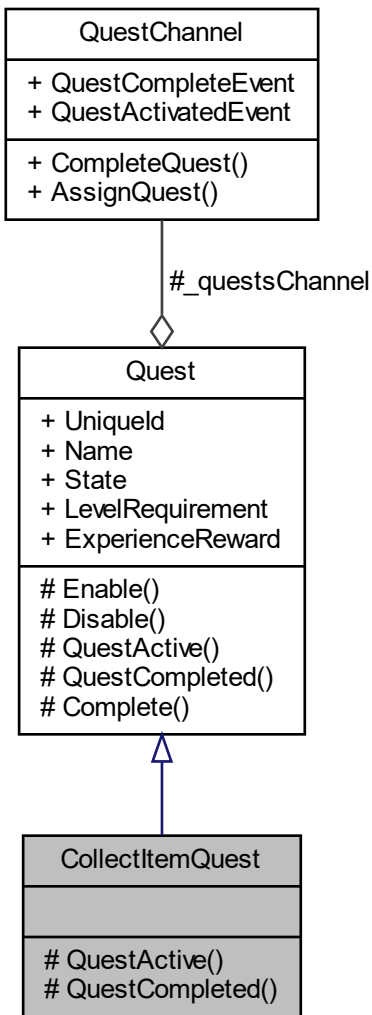 QuestChannel
+ QuestCompleteEvent
+ QuestActivatedEvent
+ CompleteQuest()
+ AssignQuest()
#_questsChannel
Quest
+ UniqueId
+ Name
+ State
+ LevelRequirement
+ ExperienceReward
# Enable()
# Disable()
# QuestActive()
# QuestCompleted()
# Complete()
CollectItemQuest
# QuestActive()
# QuestCompleted()